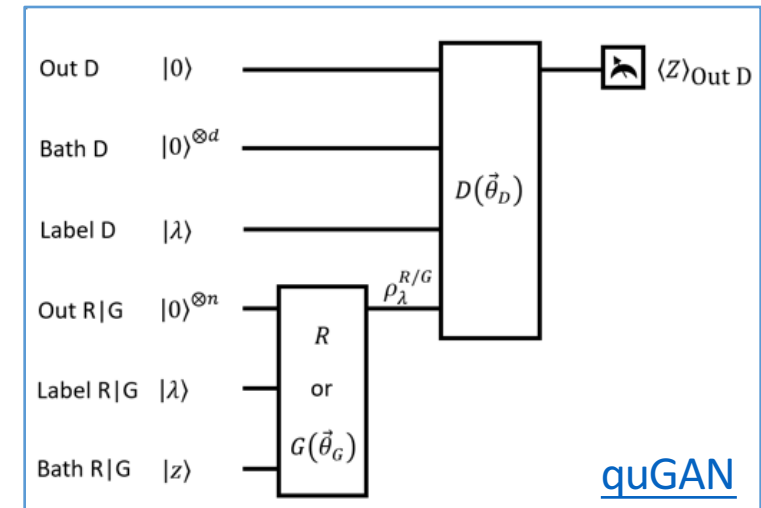 Out D |0⟩ ⟨Z⟩Out D
Bath D |0⟩⊗d
D(θ⃗_D)
Label D |λ⟩
ρ_λ^{R/G}
Out R|G |0⟩⊗n
R
Label R|G |λ⟩ or
G(θ⃗_G)
Bath R|G |z⟩
quGAN